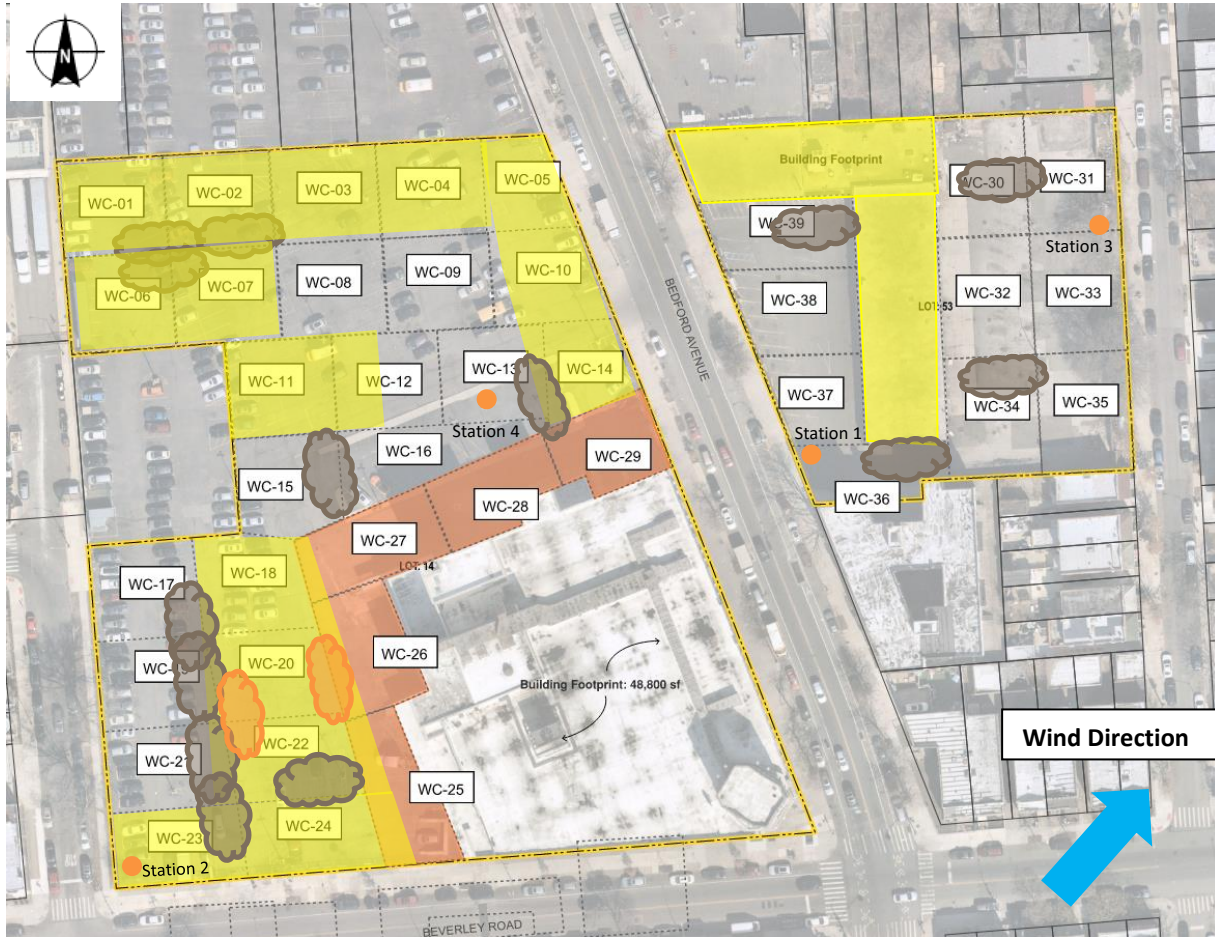 N
Building Footprint
WC-01
WC-02
WC-03
WC-04
WC-05
WC-30
WC-31
WC-39
Station 3
WC-06
WC-07
WC-08
WC-09
WC-10
WC-38
WC-32
WC-33
LOT: 53
BEDFORD AVENUE
WC-11
WC-12
WC-13
WC-14
WC-37
WC-34
WC-35
Station 4
Station 1
WC-15
WC-16
WC-29
WC-36
WC-28
WC-27
LOT: 14
WC-17
WC-18
WC-20
WC-26
Building Footprint: 48,800 sf
WC-22
WC-25
Wind Direction
WC-23
WC-24
Station 2
BEVERLEY ROAD